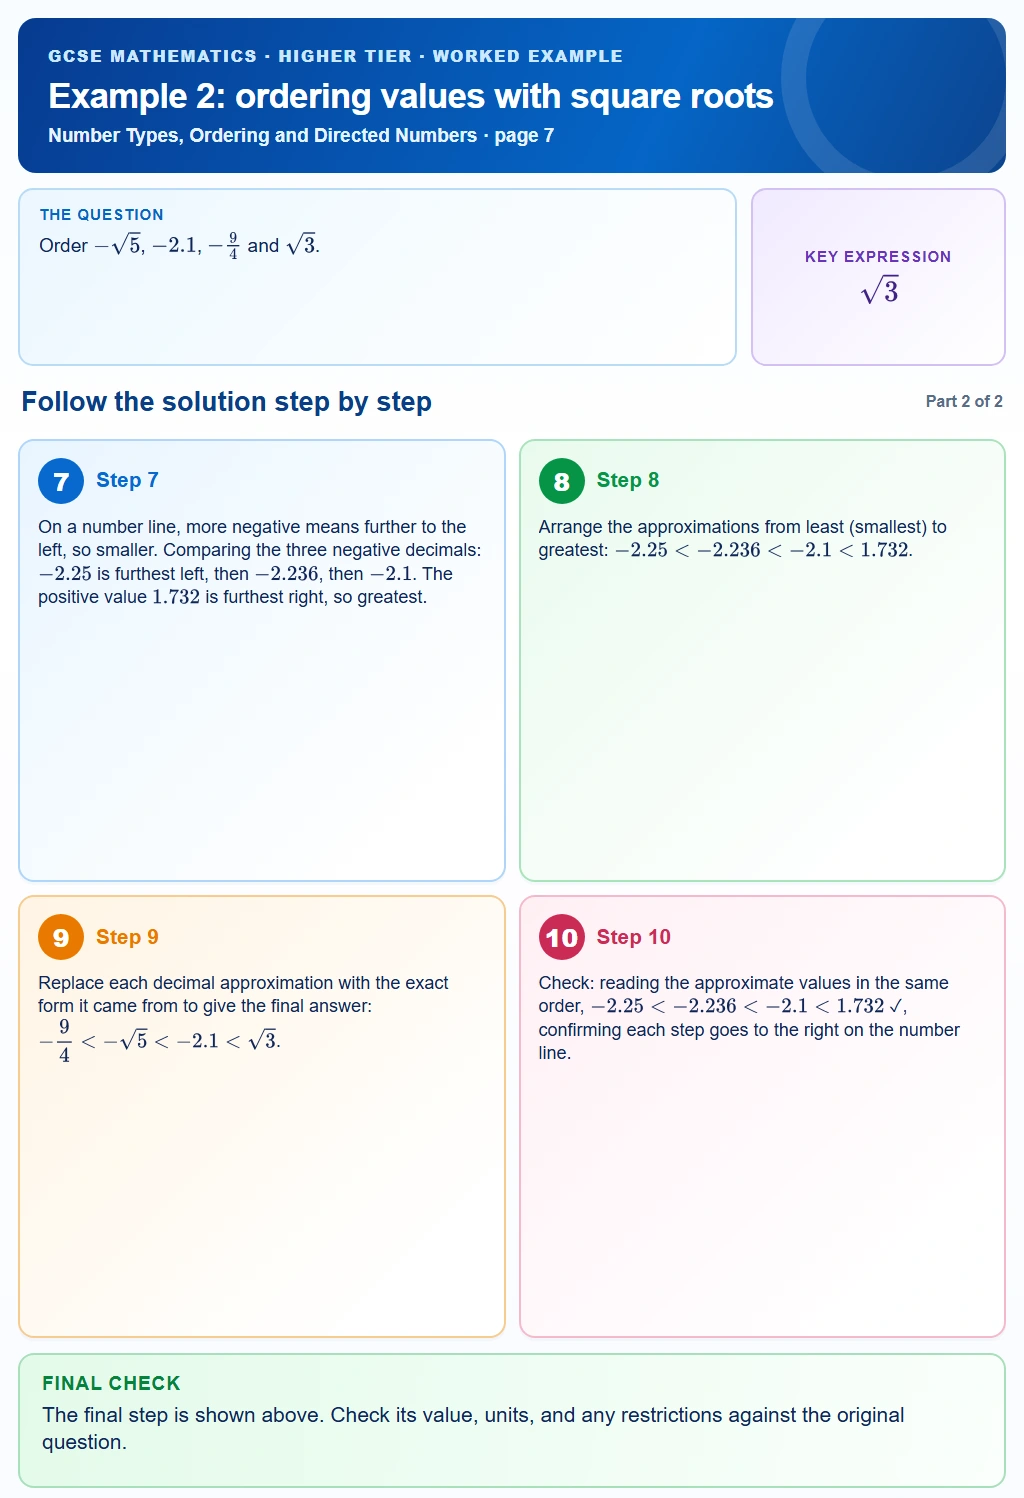 GCSE MATHEMATICS · HIGHER TIER · WORKED EXAMPLE
Example 2: ordering values with square roots
Number Types, Ordering and Directed Numbers · page 7
THE QUESTION
Order −√5, −2.1, −9/4 and √3.
KEY EXPRESSION
√3
Follow the solution step by step
Part 2 of 2
7 Step 7
On a number line, more negative means further to the
left, so smaller. Comparing the three negative decimals:
−2.25 is furthest left, then −2.236, then −2.1. The
positive value 1.732 is furthest right, so greatest.
8 Step 8
Arrange the approximations from least (smallest) to
greatest: −2.25 < −2.236 < −2.1 < 1.732.
9 Step 9
Replace each decimal approximation with the exact
form it came from to give the final answer:
−9/4 < −√5 < −2.1 < √3.
10 Step 10
Check: reading the approximate values in the same
order, −2.25 < −2.236 < −2.1 < 1.732 ✓,
confirming each step goes to the right on the number
line.
FINAL CHECK
The final step is shown above. Check its value, units, and any restrictions against the original
question.